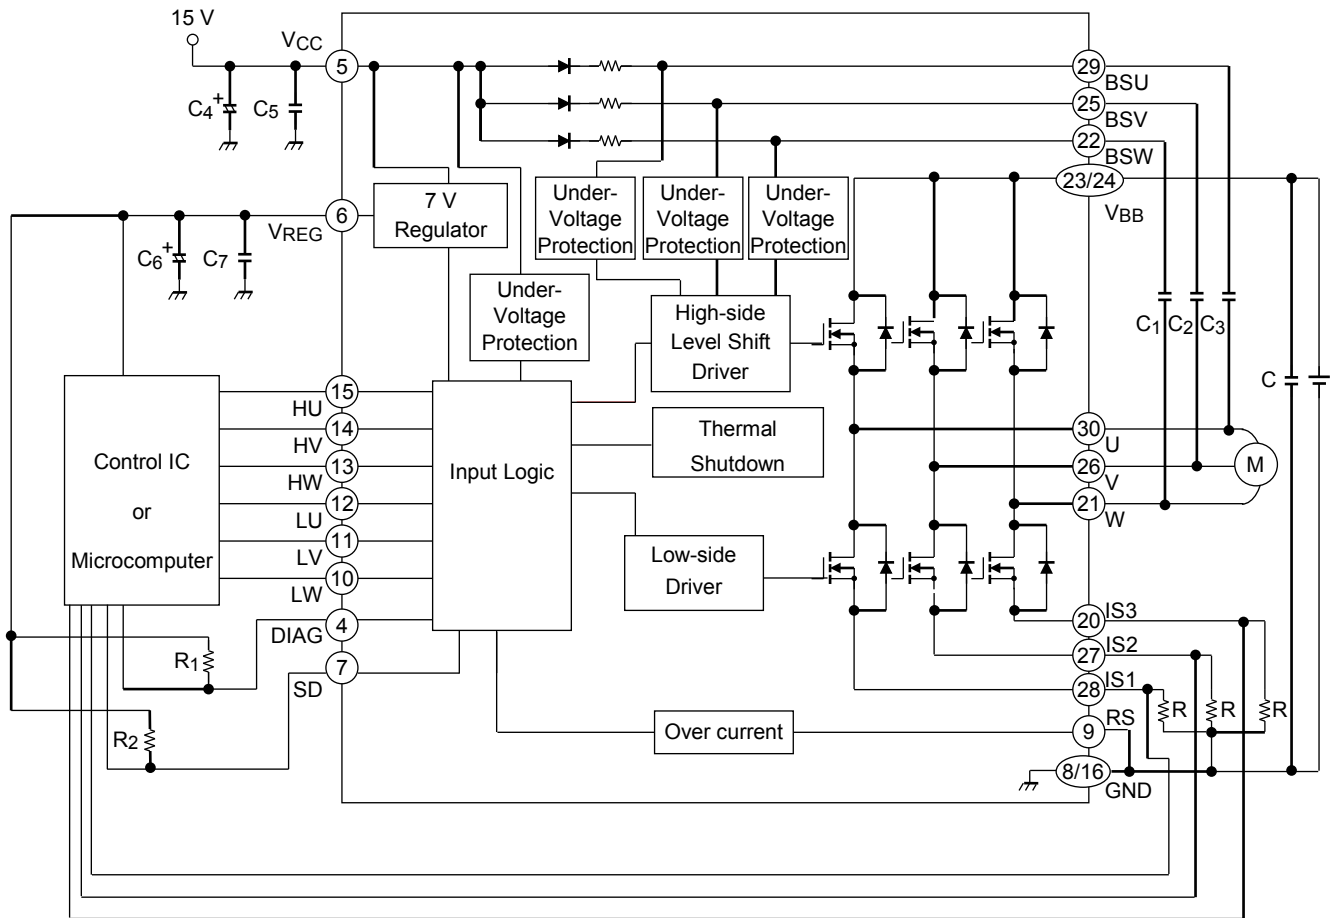 15 V
VCC
5
C4
+
C5
29
BSU
25
BSV
22
BSW
23/24
VBB
6
VREG
7 V
Regulator
Under-
Voltage
Protection
Under-
Voltage
Protection
Under-
Voltage
Protection
C6
+
C7
Under-
Voltage
Protection
High-side
Level Shift
Driver
C1
C2
C3
C
Control IC
or
Microcomputer
15
HU
14
HV
13
HW
12
LU
11
LV
10
LW
4
DIAG
7
SD
Input Logic
Thermal
Shutdown
Low-side
Driver
Over current
30
U
26
V
21
W
M
20
IS3
27
IS2
28
IS1
9
RS
8/16
GND
R
R
R
R1
R2